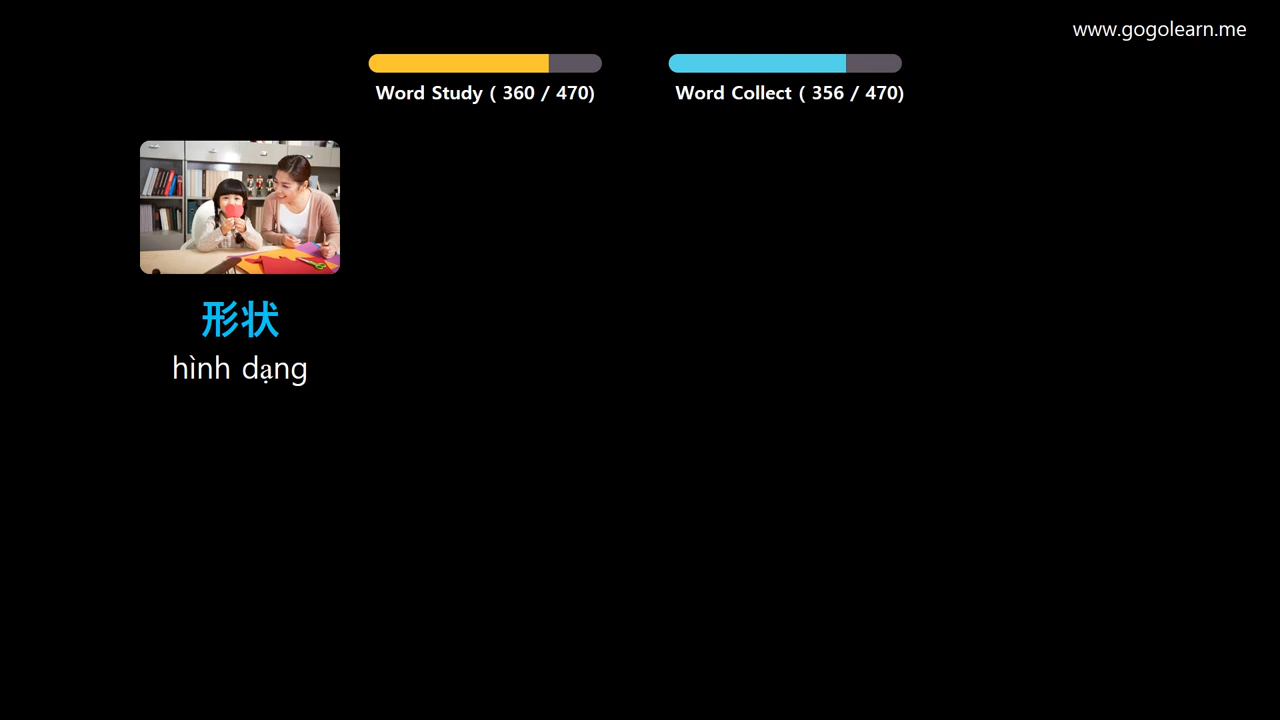 www.gogolearn.me
Word Study ( 360 / 470)
Word Collect ( 356 / 470)
形状
hình dạng